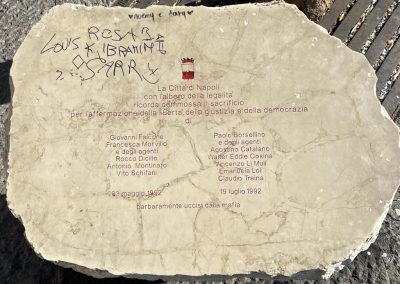 noemy e
LOUIS ROSA
K. IBRAHIM
La Città di Napoli
con l'albero della legalità
ricorda commossa il sacrificio
per l'affermazione della libertà, della giustizia e della democrazia
di
Giovanni Falcone
Francesca Morvillo
e degli agenti
Rocco Dicillo
Antonio Montinaro
Vito Schifani
23 maggio 1992
Paolo Borsellino
e degli agenti
Agostino Catalano
Walter Eddie Cosina
Vincenzo Li Muli
Emanuela Loi
Claudio Traina
19 luglio 1992
barbaramente uccisi dalla mafia